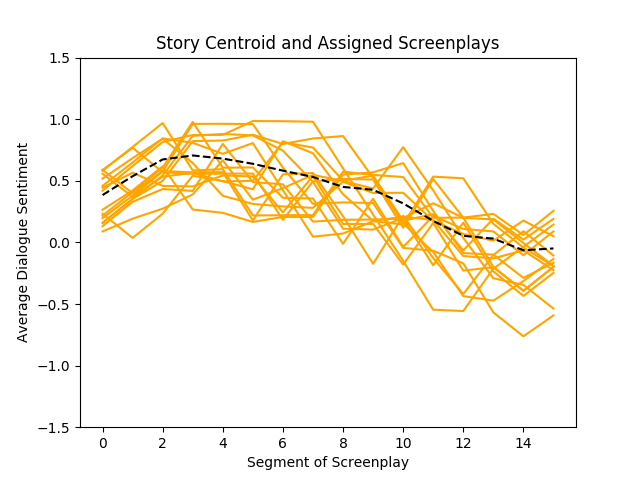 Story Centroid and Assigned Screenplays
Average Dialogue Sentiment
1.5
1.0
0.5
0.0
−0.5
−1.0
−1.5
0 2 4 6 8 10 12 14
Segment of Screenplay